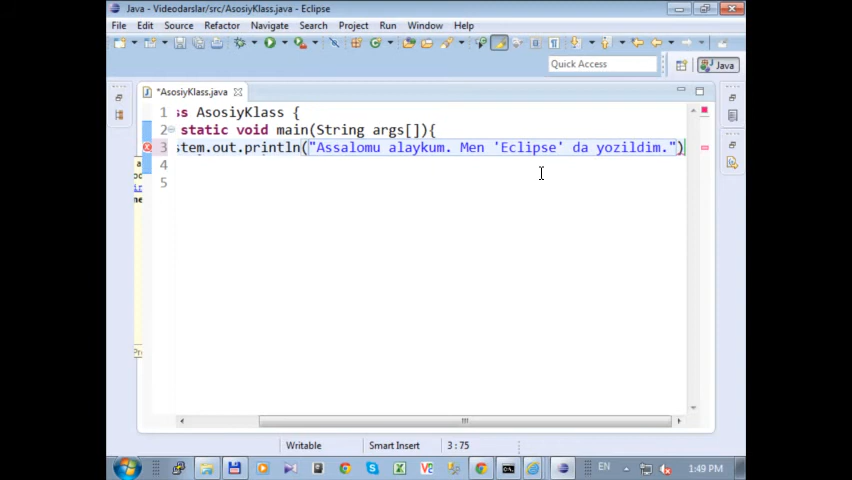 Java - Videodarslar/src/AsosiyKlass.java - Eclipse
File Edit Source Refactor Navigate Search Project Run Window Help
Quick Access
Java
*AsosiyKlass.java
1 ss AsosiyKlass {
2 static void main(String args[]){
3 stem.out.println("Assalomu alaykum. Men 'Eclipse' da yozildim.")
4
5
Writable Smart Insert 3 : 75
EN 1:49 PM